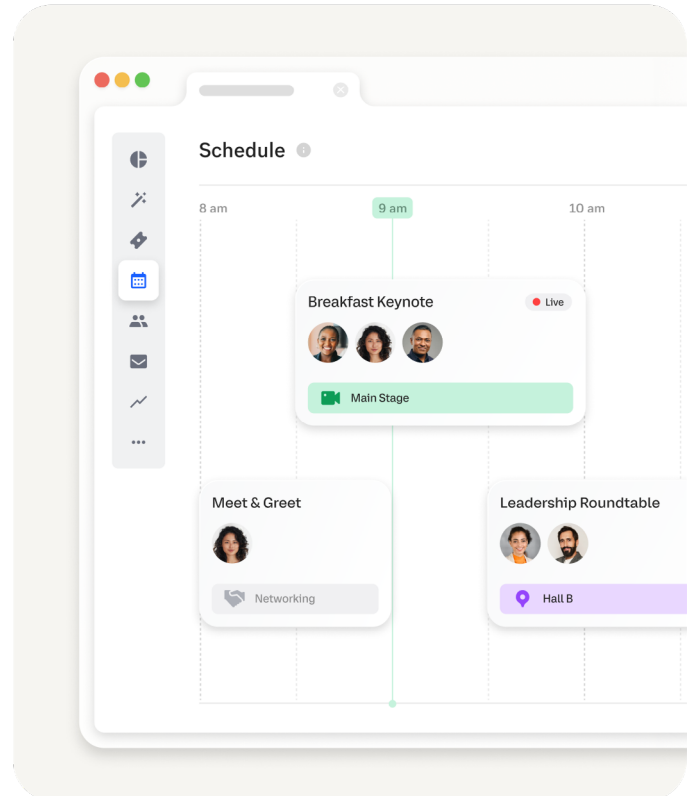 Schedule
8 am
9 am
10 am
Breakfast Keynote
Live
Main Stage
Meet & Greet
Networking
Leadership Roundtable
Hall B